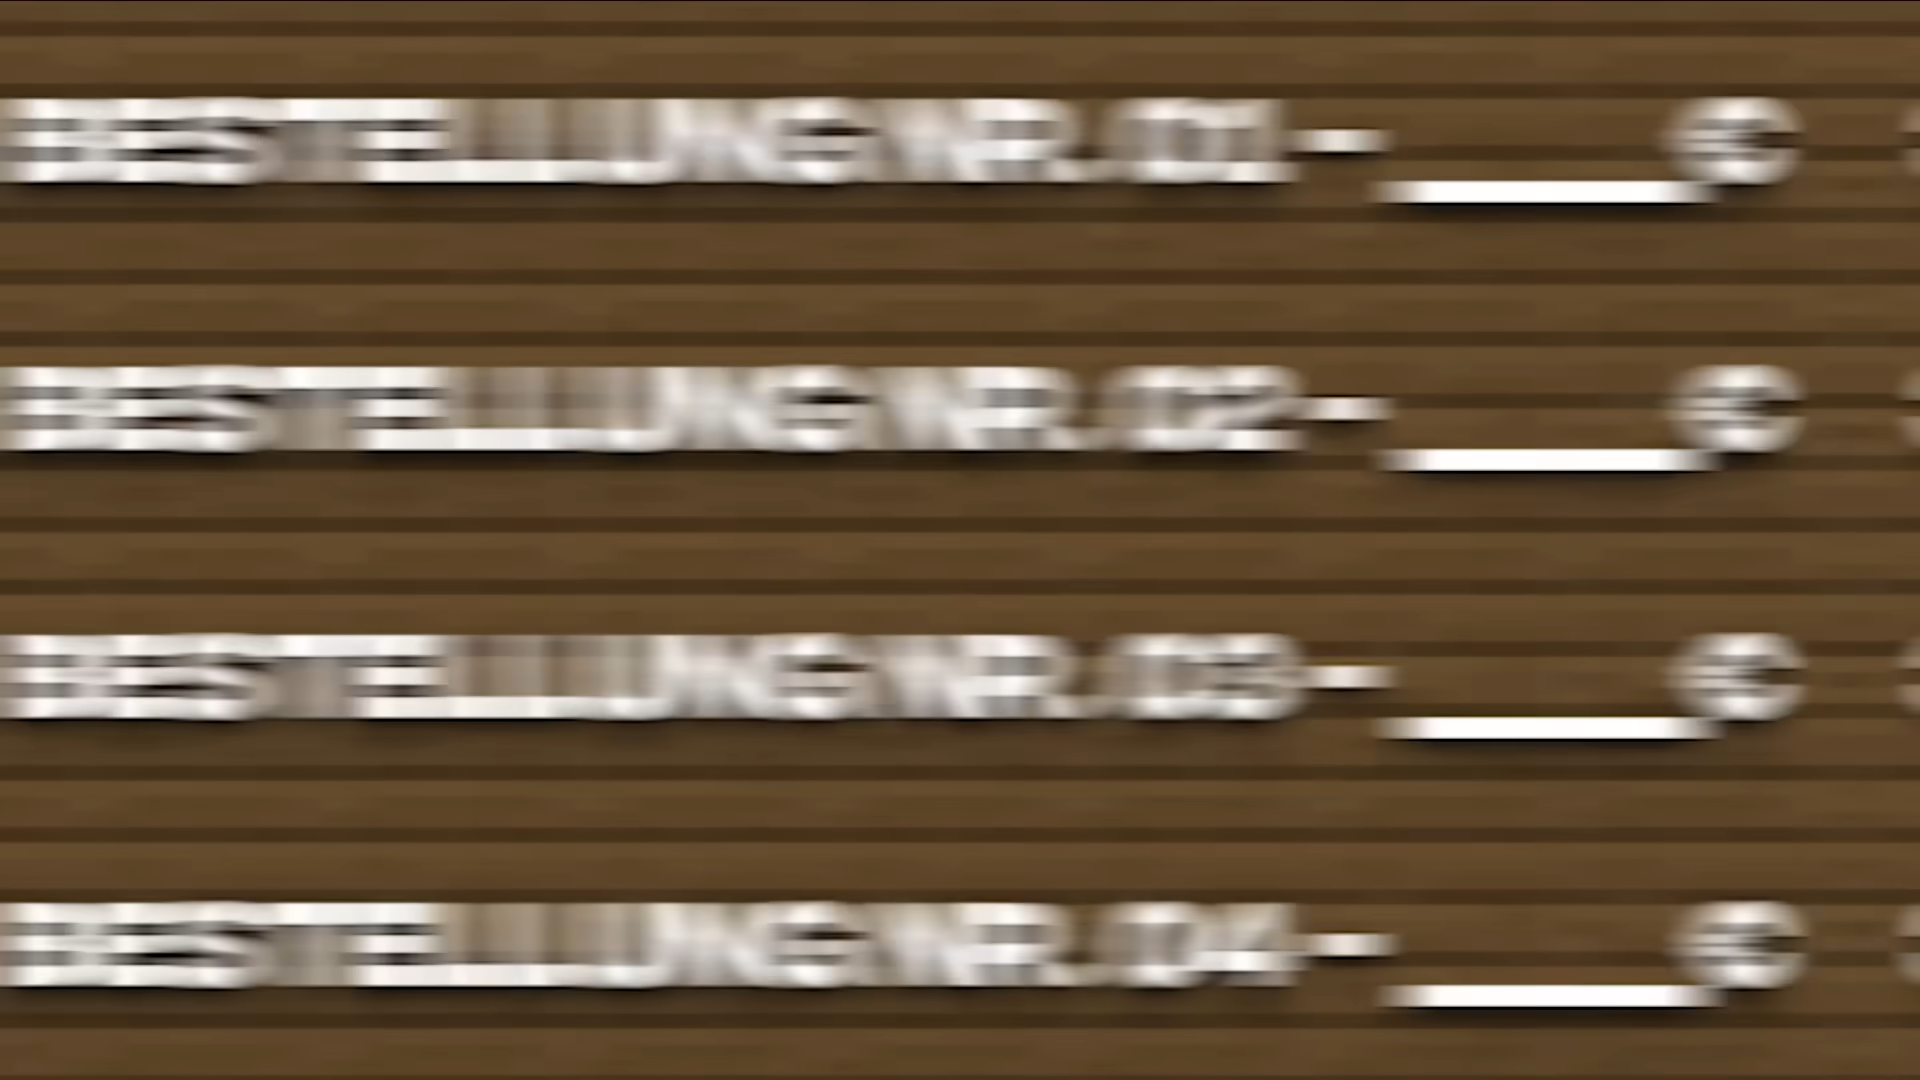 BESTELLUNG NR. 01 - ____€
BESTELLUNG NR. 02 - ____€
BESTELLUNG NR. 03 - ____€
BESTELLUNG NR. 04 - ____€